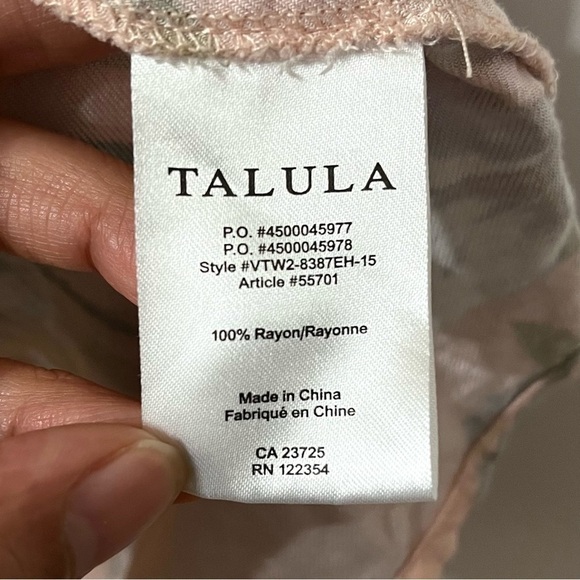 TALULA
P.O. #4500045977
P.O. #4500045978
Style #VTW2-8387EH-15
Article #55701
100% Rayon/Rayonne
Made in China
Fabriqué en Chine
CA 23725
RN 122354